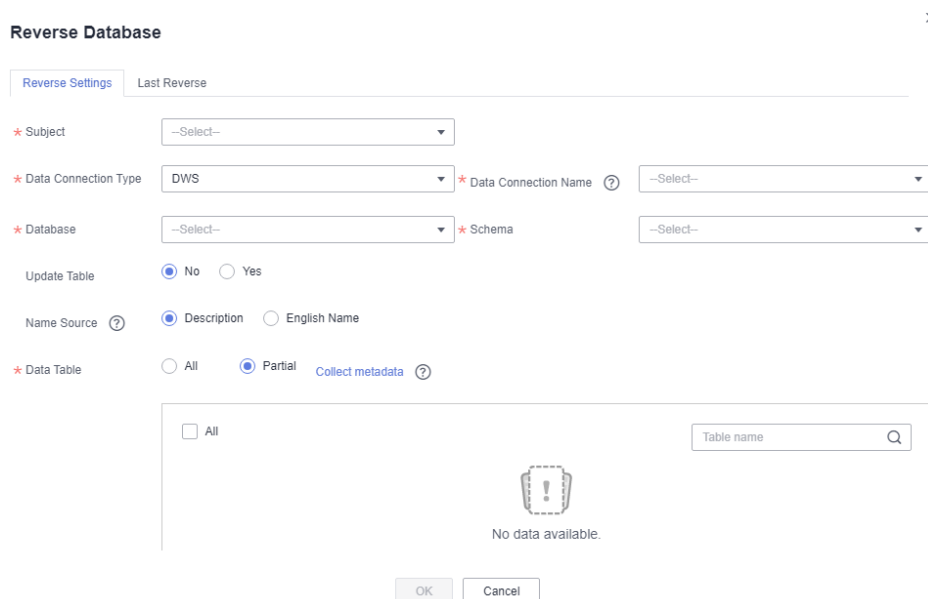 Reverse Database
Reverse Settings Last Reverse
* Subject --Select--
* Data Connection Type DWS * Data Connection Name ? --Select--
* Database --Select-- * Schema --Select--
Update Table No Yes
Name Source ? Description English Name
* Data Table All Partial Collect metadata ?
All Table name
!
No data available.
OK Cancel